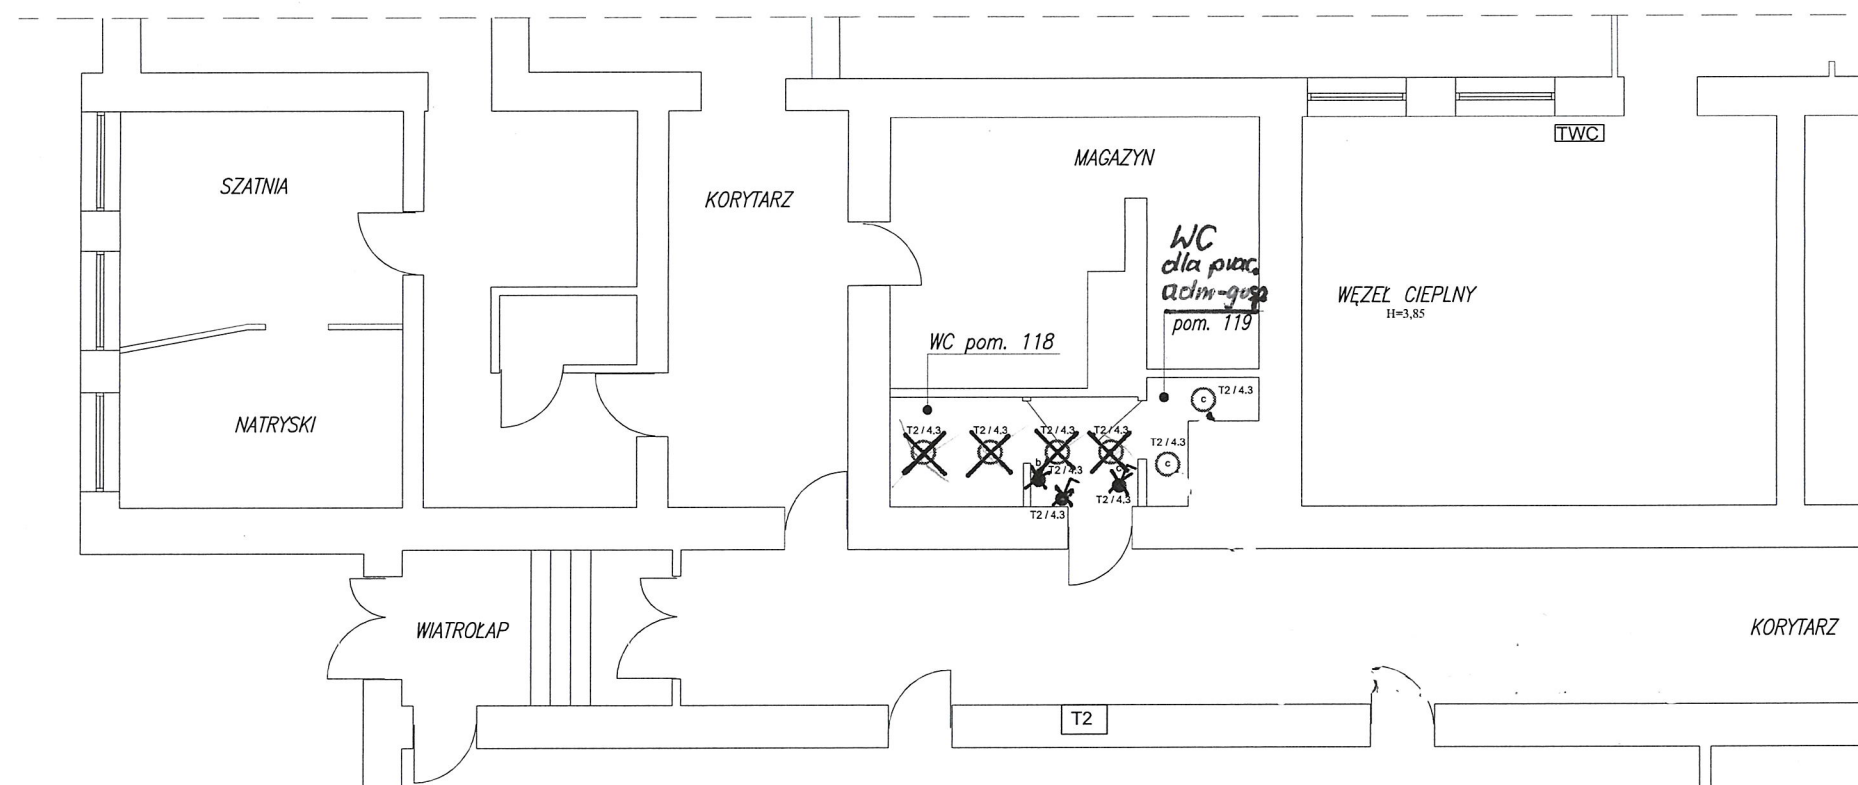 TWC
MAGAZYN
SZATNIA
KORYTARZ
WC
dla prac.
adm-gosp
pom. 119
WĘZEŁ CIEPLNY
H=3,85
WC pom. 118
T2 / 4.3
c
NATRYSKI
T2 / 4.3
T2 / 4.3
T2 / 4.3
T2 / 4.3
T2 / 4.3
c
b
T2 / 4.3
c
T2 / 4.3
T2 / 4.3
WIATROŁAP
KORYTARZ
T2